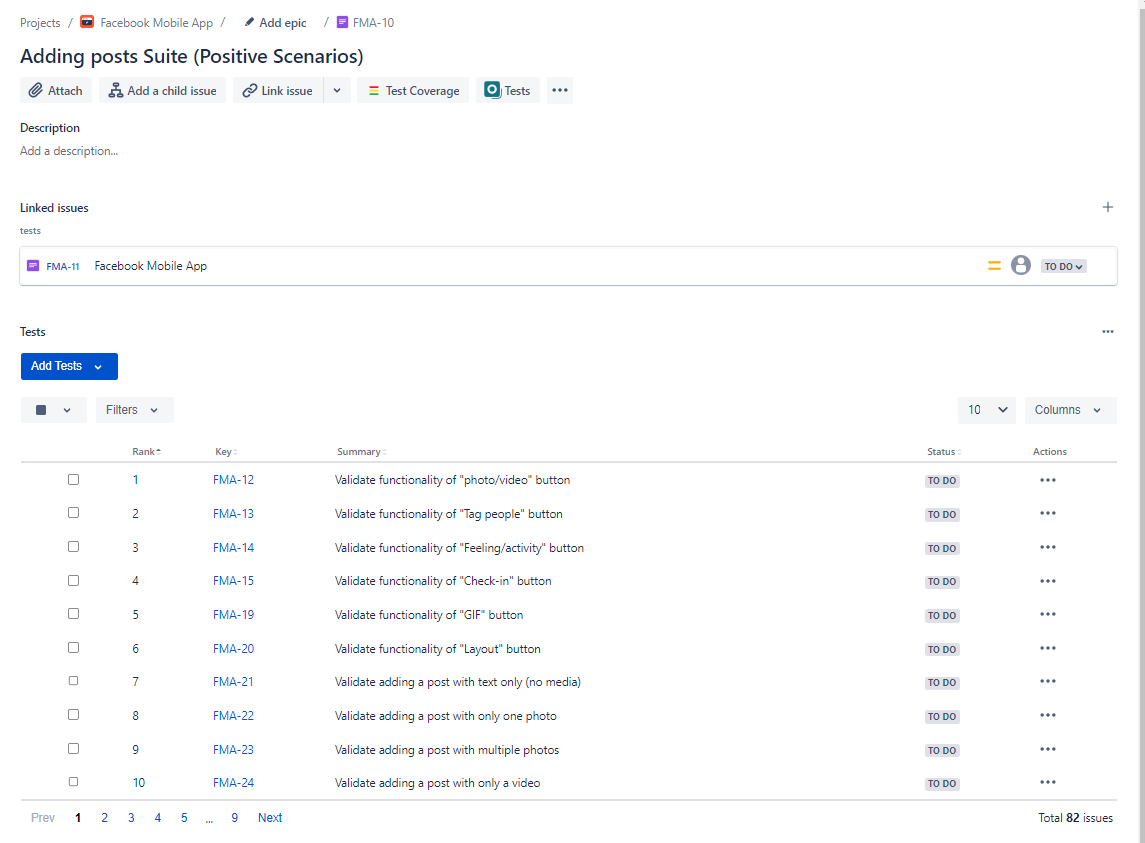 Projects / Facebook Mobile App / Add epic / FMA-10
Adding posts Suite (Positive Scenarios)
Attach Add a child issue Link issue Test Coverage Tests
Description
Add a description...
Linked issues
tests
FMA-11 Facebook Mobile App TO DO
Tests
Add Tests
Filters 10 Columns
Rank Key Summary Status Actions
1 FMA-12 Validate functionality of "photo/video" button TO DO
2 FMA-13 Validate functionality of "Tag people" button TO DO
3 FMA-14 Validate functionality of "Feeling/activity" button TO DO
4 FMA-15 Validate functionality of "Check-in" button TO DO
5 FMA-19 Validate functionality of "GIF" button TO DO
6 FMA-20 Validate functionality of "Layout" button TO DO
7 FMA-21 Validate adding a post with text only (no media) TO DO
8 FMA-22 Validate adding a post with only one photo TO DO
9 FMA-23 Validate adding a post with multiple photos TO DO
10 FMA-24 Validate adding a post with only a video TO DO
Prev 1 2 3 4 5 ... 9 Next Total 82 issues